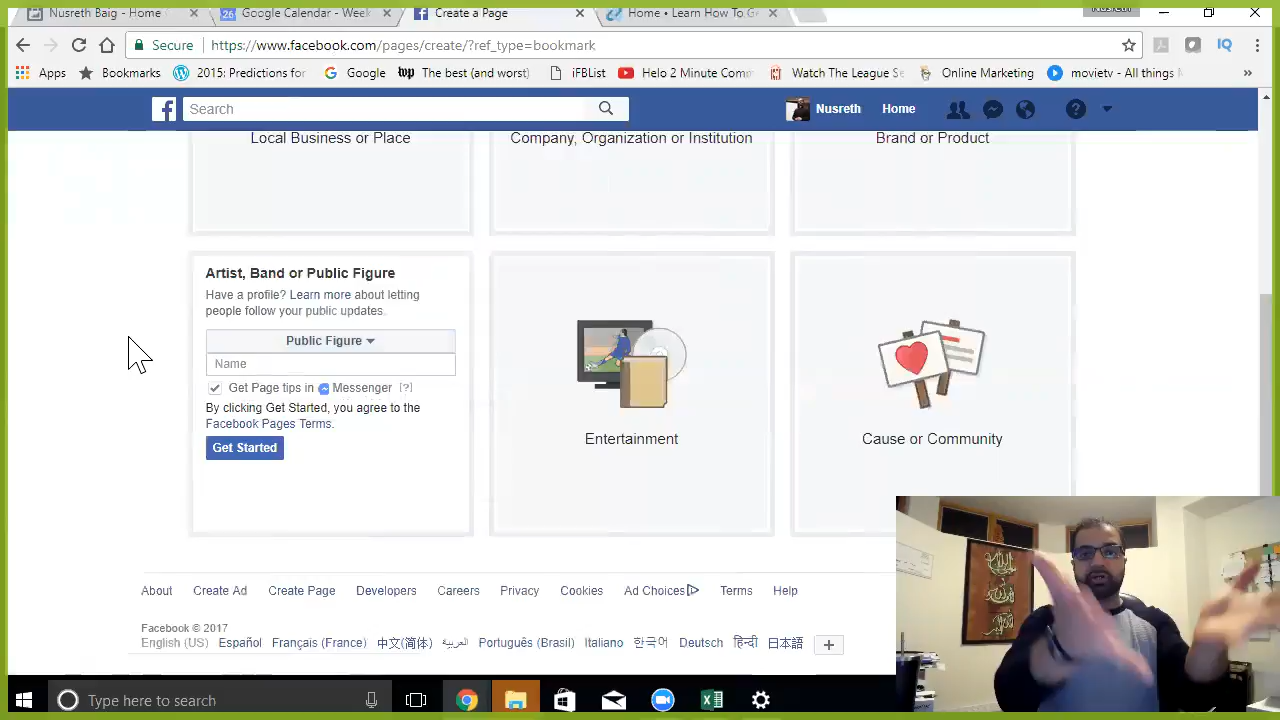 Nusreth Baig - Home
Google Calendar - Week
Create a Page
Home • Learn How To Ge
Nusreth
Secure
https://www.facebook.com/pages/create/?ref_type=bookmark
Apps
Bookmarks
2015: Predictions for
Google
The best (and worst)
iFBList
Helo 2 Minute
Watch The League Se
Online Marketing
movietv - All things
Search
Nusreth
Home
Local Business or Place
Company, Organization or Institution
Brand or Product
Artist, Band or Public Figure
Have a profile? Learn more about letting
people follow your public updates.
Public Figure
Name
Get Page tips in Messenger [?]
By clicking Get Started, you agree to the
Facebook Pages Terms.
Get Started
Entertainment
Cause or Community
About
Create Ad
Create Page
Developers
Careers
Privacy
Cookies
Ad Choices
Terms
Help
Facebook © 2017
English (US)
Español
Français (France)
中文(简体)
العربية
Português (Brasil)
Italiano
한국어
Deutsch
हिन्दी
日本語
Type here to search